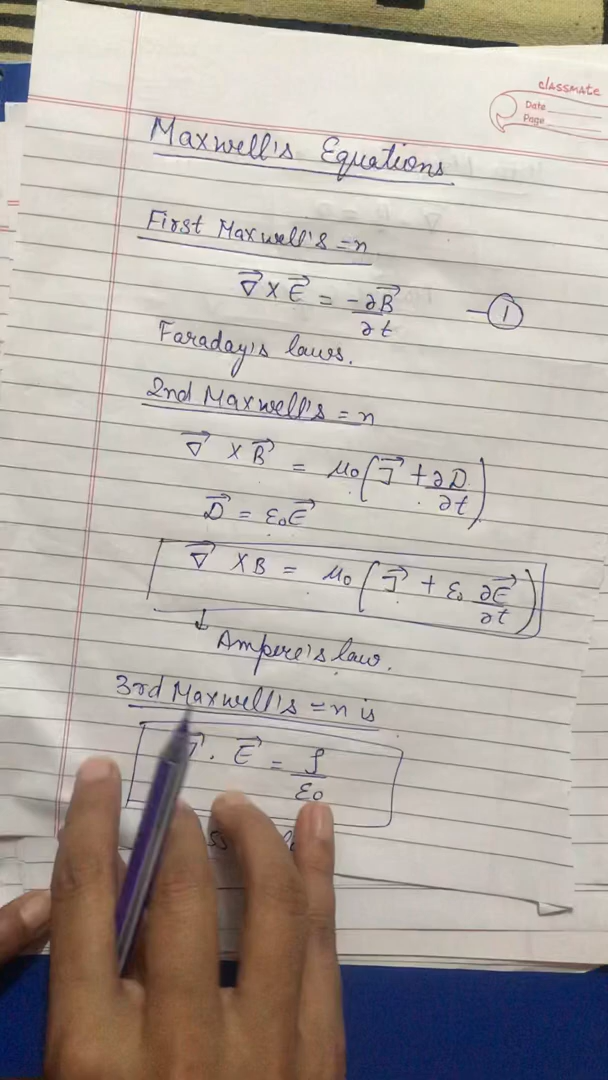 classmate
Date
Page
Maxwell's Equations
First Maxwell's =n
∇⃗ × E⃗ = -∂B⃗/∂t — ①
Faraday's laws.
2nd Maxwell's =n
∇⃗ × B⃗ = μ₀(J⃗ + ∂D/∂t)
D⃗ = ε₀E⃗
∇⃗ × B = μ₀(J⃗ + ε₀ ∂E⃗/∂t)
Ampere's law.
3rd Maxwell's =n is
. E⃗ = ρ/ε₀